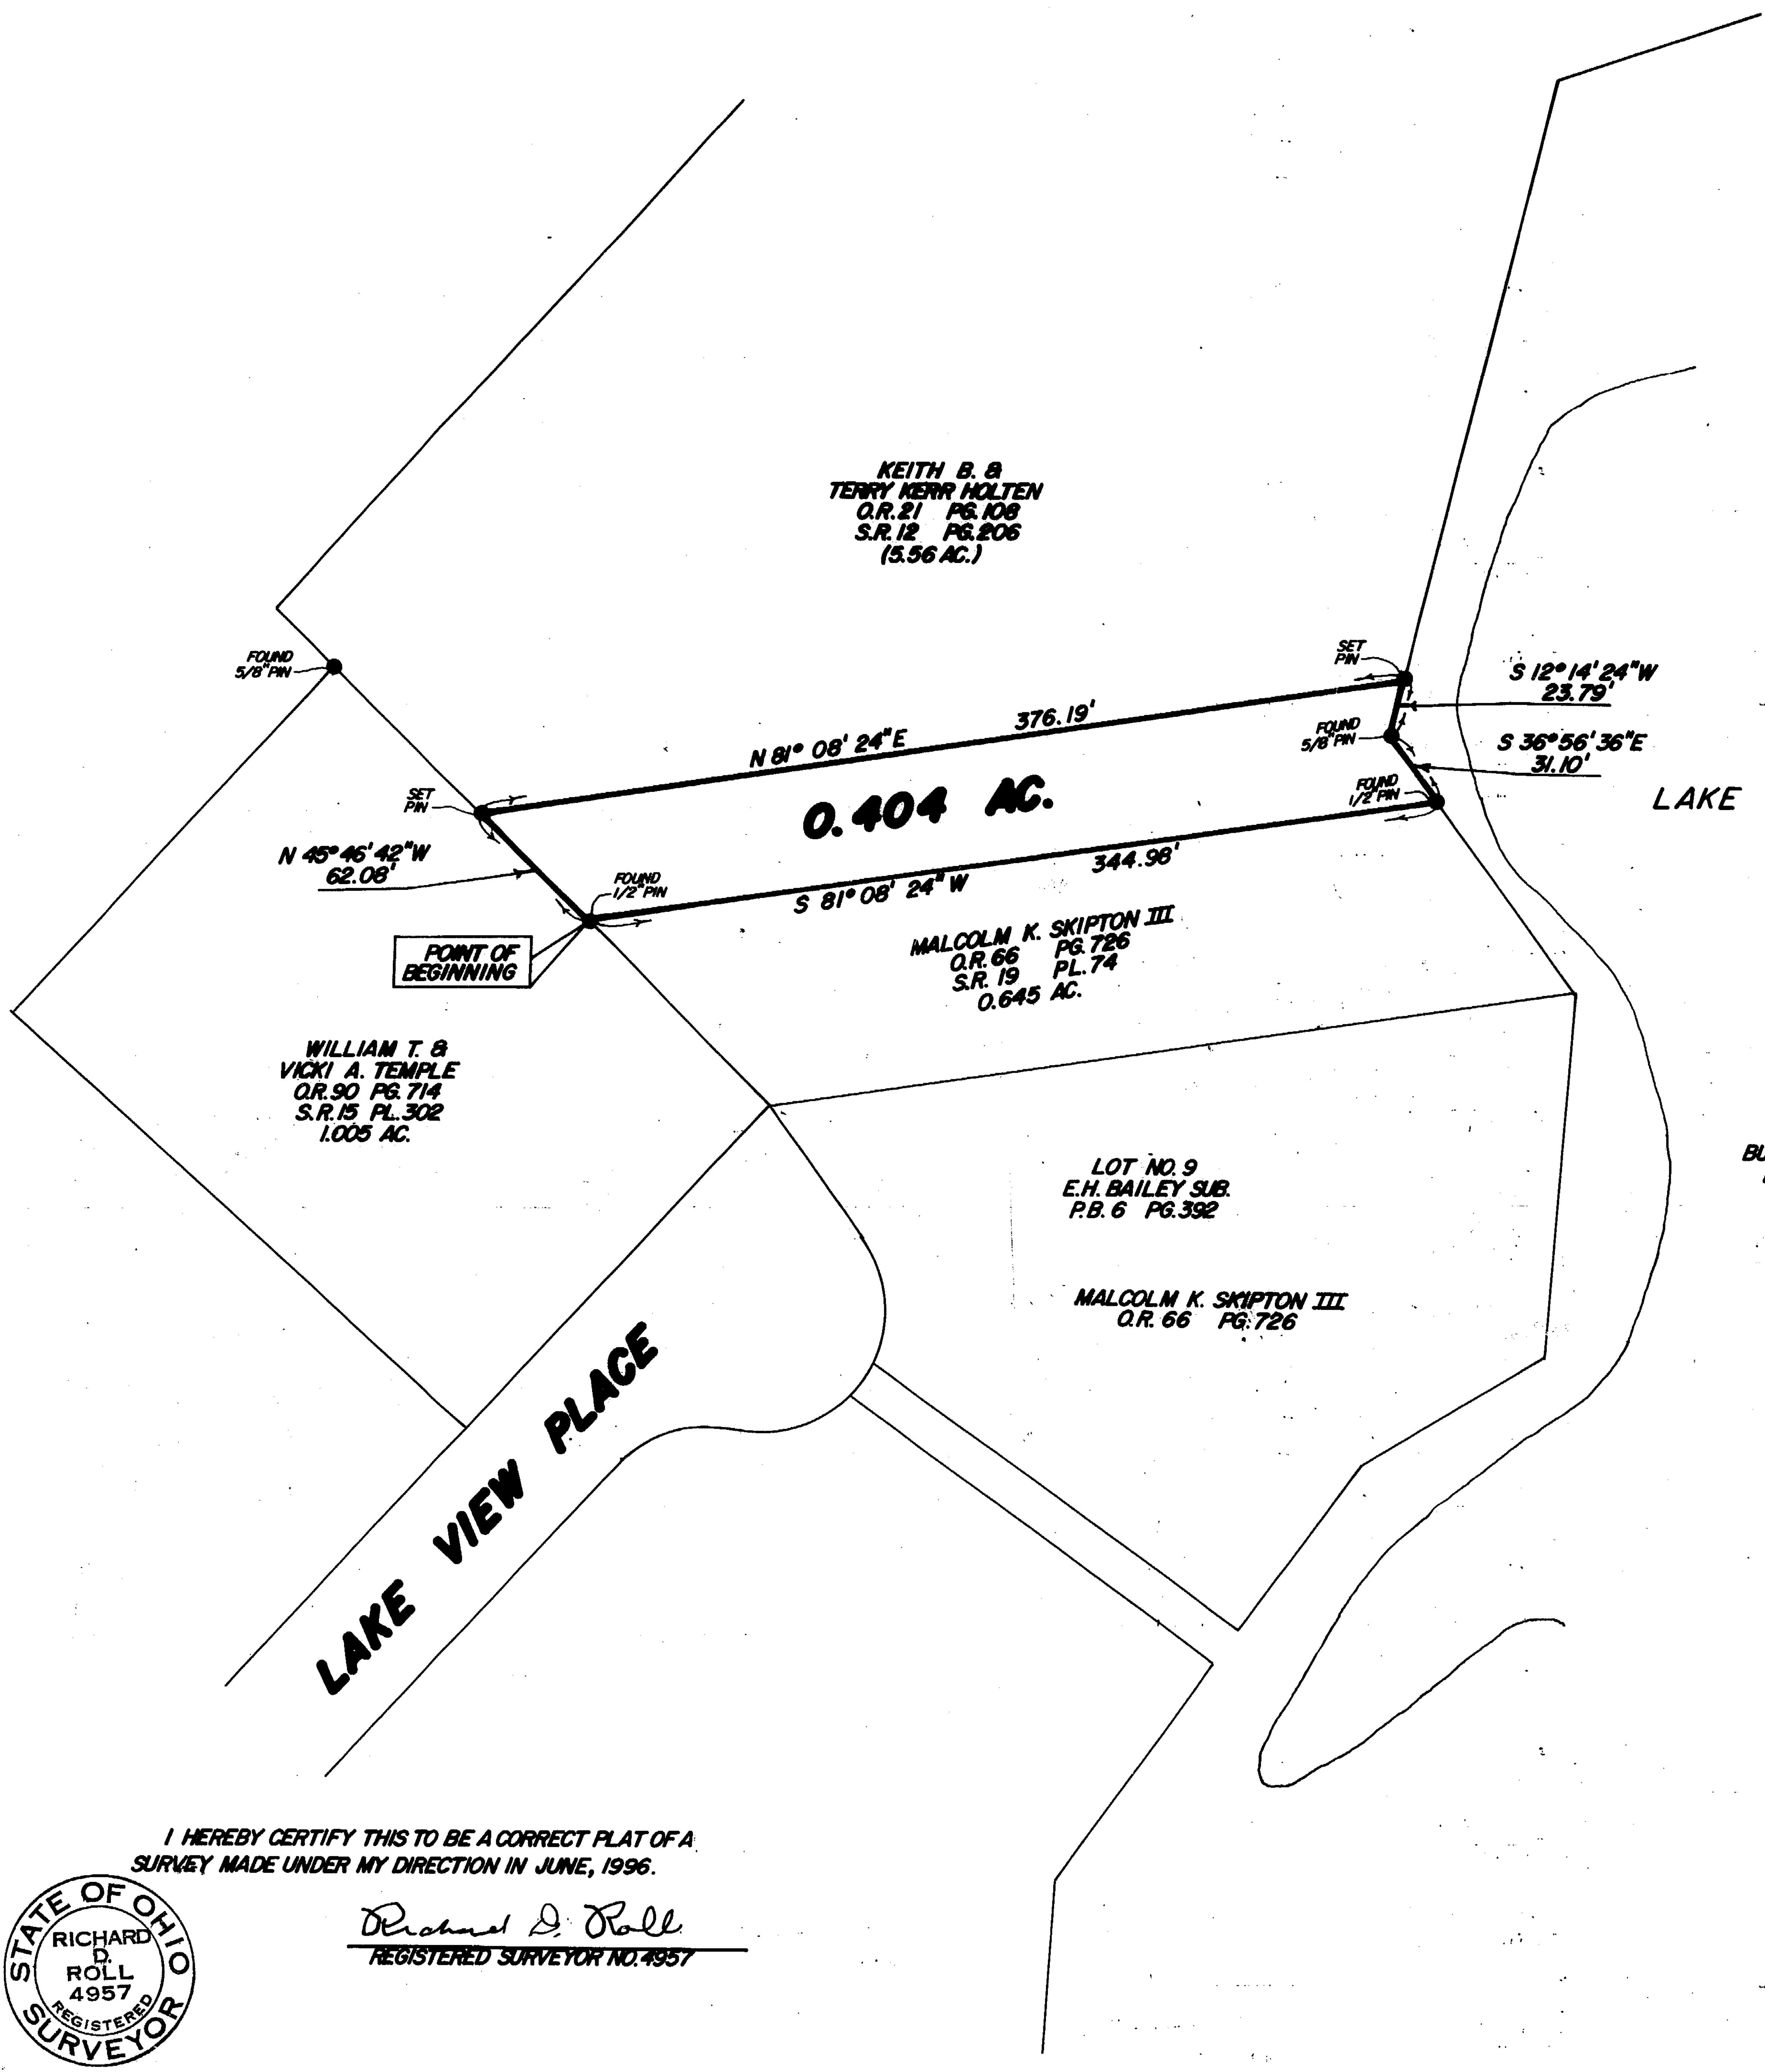 KEITH B. &
TERRY KERR HOLTEN
O.R. 21 PG. 108
S.R. 12 PG. 206
(5.56 AC.)
FOUND
5/8" PIN
SET
PIN
S 12° 14' 24" W
23.79'
376.19'
N 81° 08' 24" E
FOUND
5/8" PIN
S 36° 56' 36" E
31.10'
FOUND
1/2" PIN
LAKE
SET
PIN
0.404 AC.
N 45° 46' 42" W
62.08'
FOUND
1/2" PIN
344.98'
S 81° 08' 24" W
POINT OF
BEGINNING
MALCOLM K. SKIPTON III
O.R. 66 PG. 726
S.R. 19 PL. 74
0.645 AC.
WILLIAM T. &
VICKI A. TEMPLE
O.R. 90 PG. 714
S.R. 15 PL. 302
1.005 AC.
BU
LOT NO. 9
E.H. BAILEY SUB.
P.B. 6 PG. 392
MALCOLM K. SKIPTON III
O.R. 66 PG. 726
LAKE VIEW PLACE
I HEREBY CERTIFY THIS TO BE A CORRECT PLAT OF A
SURVEY MADE UNDER MY DIRECTION IN JUNE, 1996.
Richard D. Roll
REGISTERED SURVEYOR NO. 4957
STATE OF OHIO
RICHARD
D.
ROLL
4957
REGISTERED
SURVEYOR